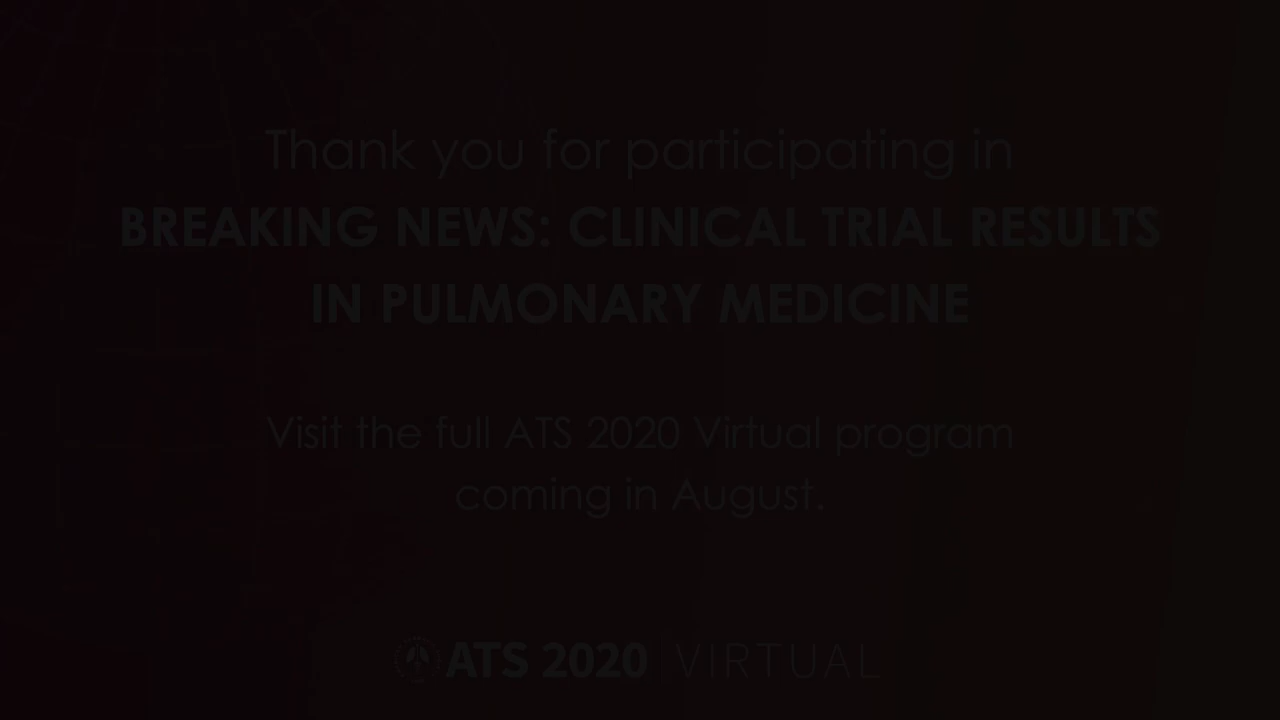 Thank you for participating in
BREAKING NEWS: CLINICAL TRIAL RESULTS
IN PULMONARY MEDICINE
Visit the full ATS 2020 Virtual program
coming in August.
ATS 2020 VIRTUAL